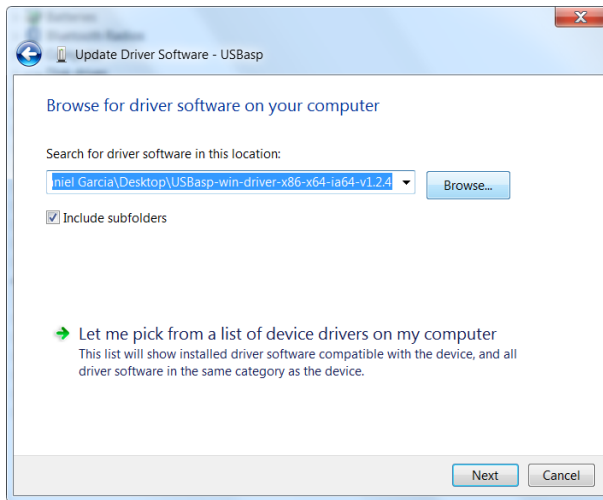 Batteries
Bluetooth Radios
Update Driver Software - USBasp
Browse for driver software on your computer
Search for driver software in this location:
niel Garcia\Desktop\USBasp-win-driver-x86-x64-ia64-v1.2.4
Browse...
Include subfolders
Let me pick from a list of device drivers on my computer
This list will show installed driver software compatible with the device, and all
driver software in the same category as the device.
Next
Cancel